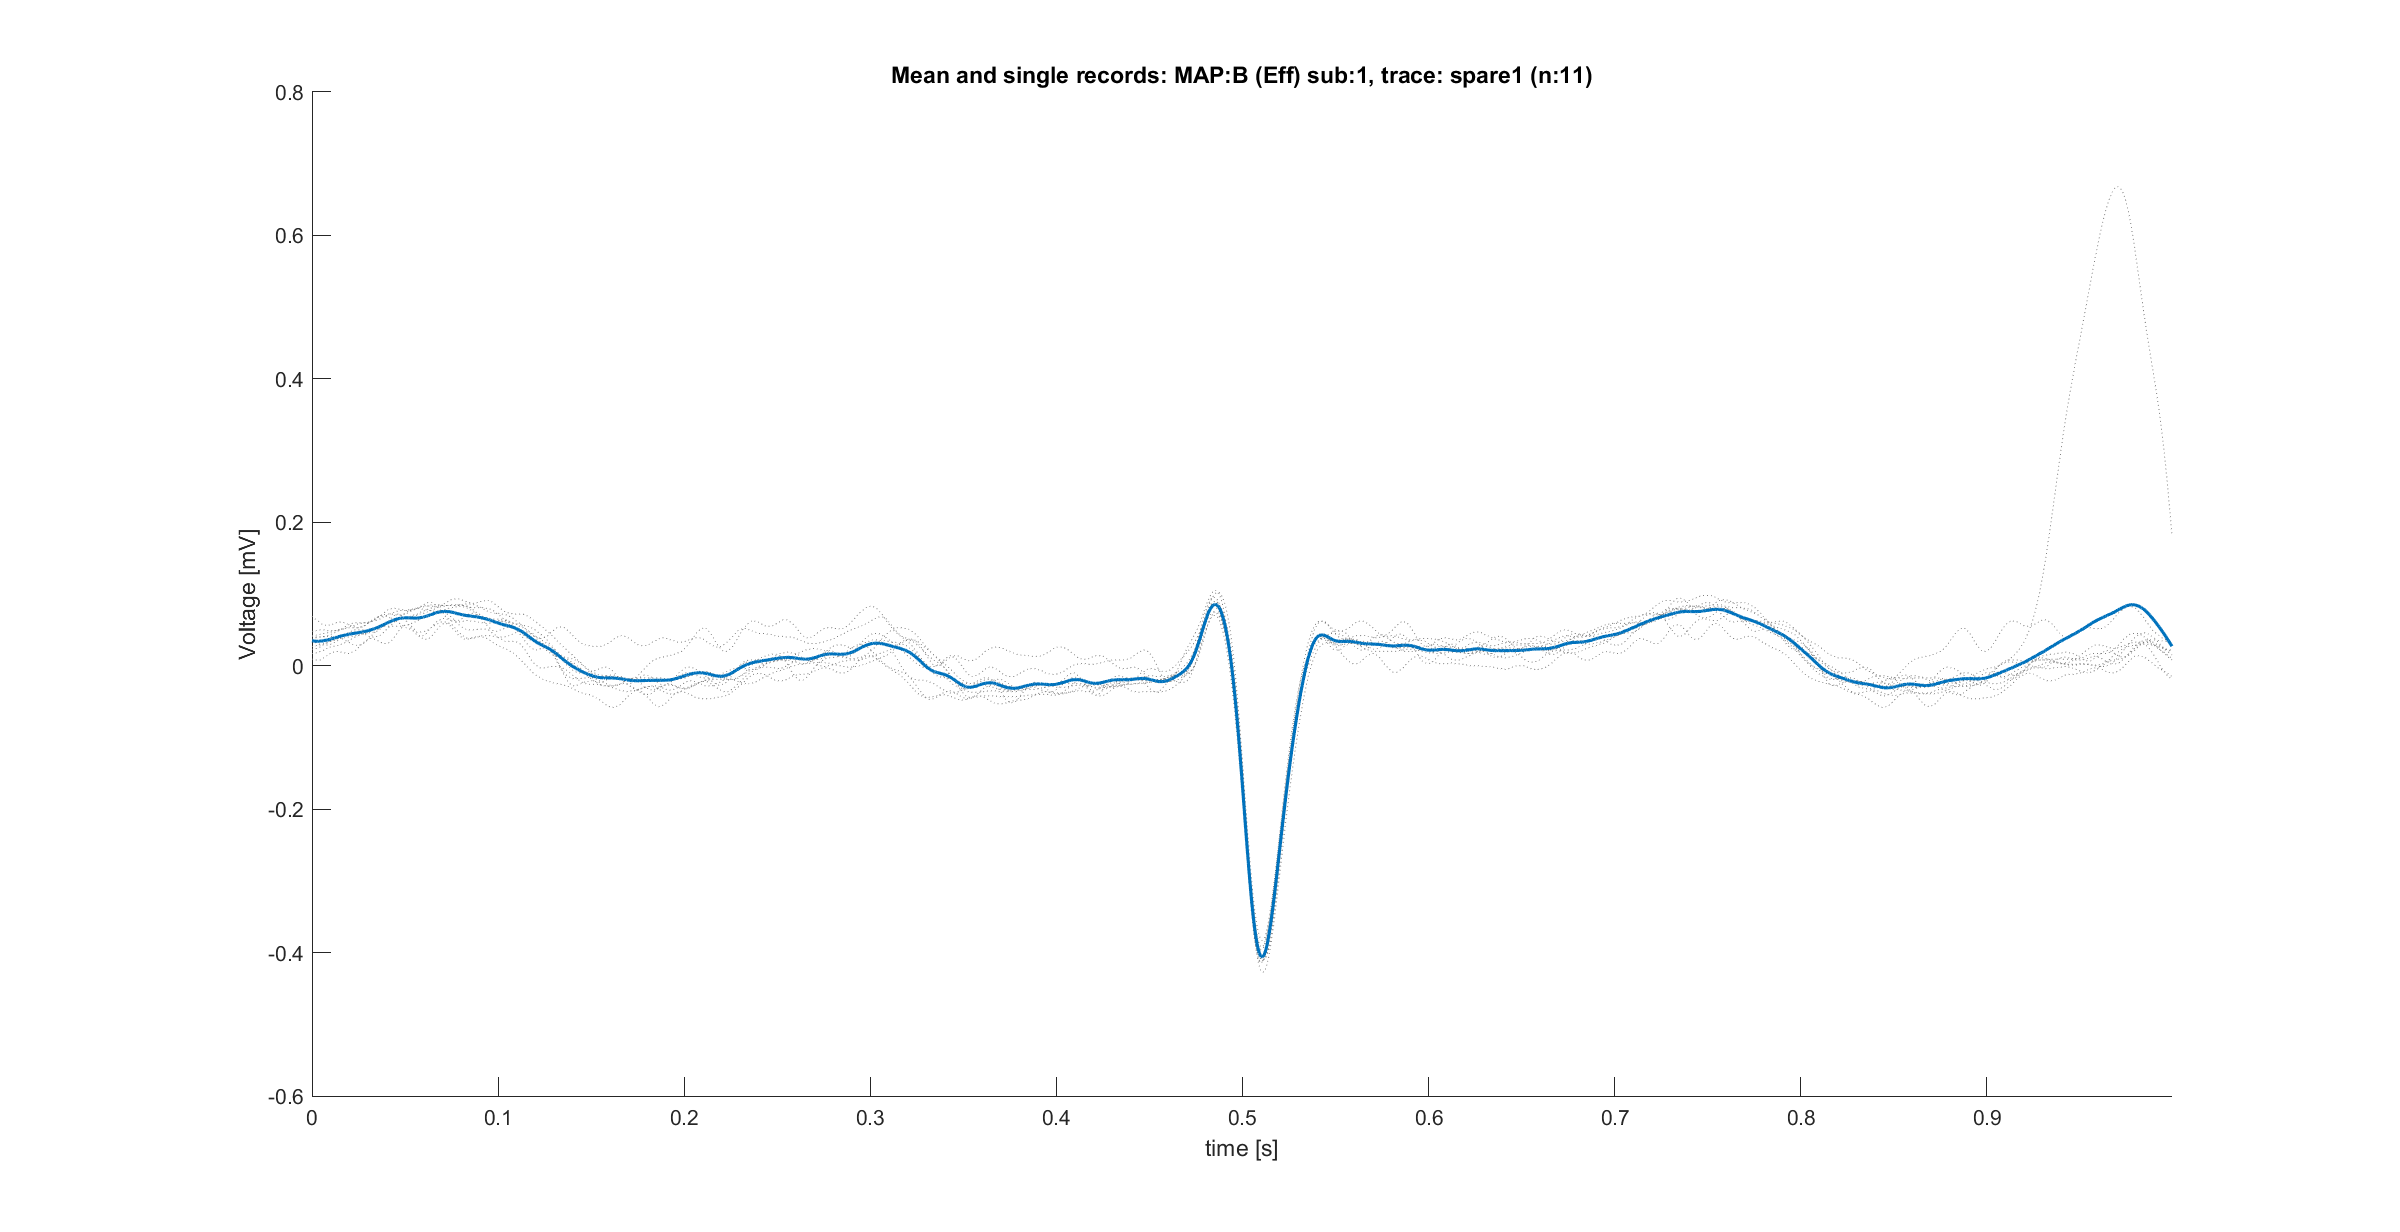 Mean and single records: MAP:B (Eff) sub:1, trace: spare1 (n:11)
0.8
0.6
0.4
0.2
0
-0.2
-0.4
-0.6
Voltage [mV]
0 0.1 0.2 0.3 0.4 0.5 0.6 0.7 0.8 0.9
time [s]